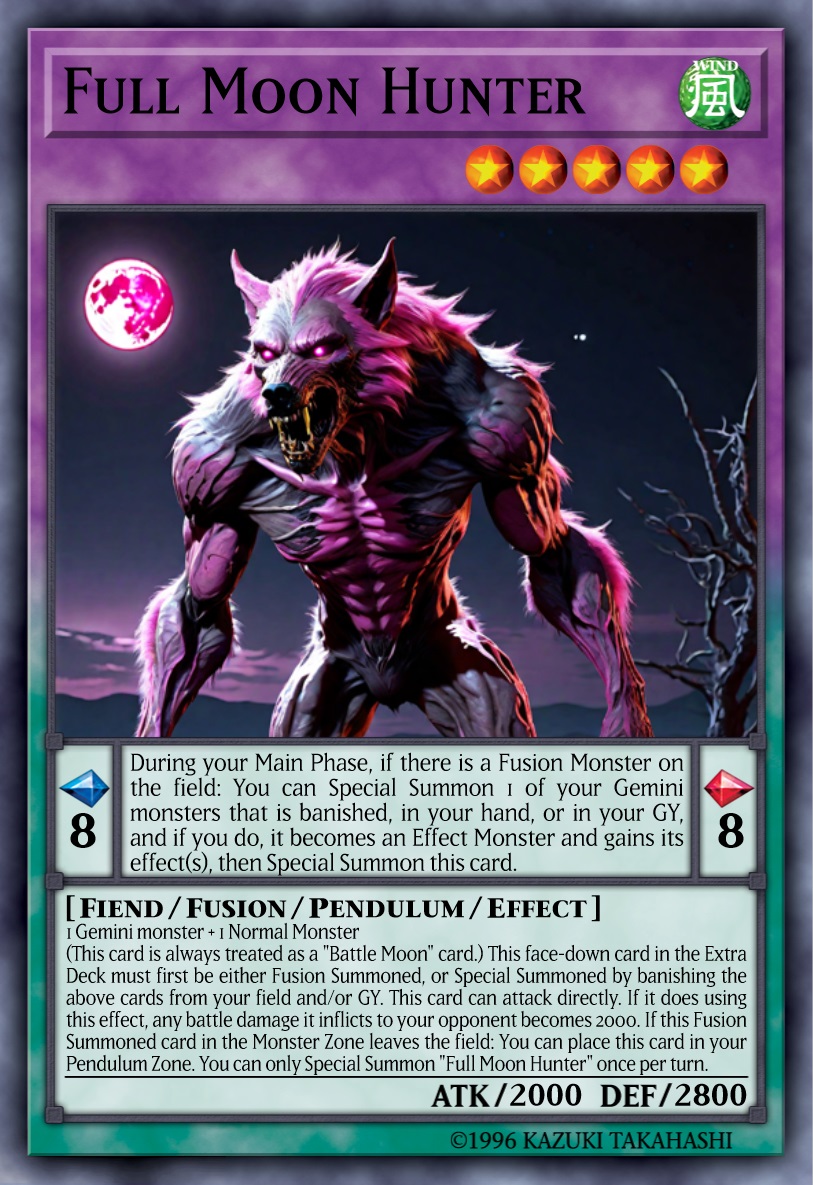 Full Moon Hunter
WIND
風
8
8
During your Main Phase, if there is a Fusion Monster on
the field: You can Special Summon 1 of your Gemini
monsters that is banished, in your hand, or in your GY,
and if you do, it becomes an Effect Monster and gains its
effect(s), then Special Summon this card.
[ Fiend / Fusion / Pendulum / Effect ]
1 Gemini monster + 1 Normal Monster
(This card is always treated as a "Battle Moon" card.) This face-down card in the Extra
Deck must first be either Fusion Summoned, or Special Summoned by banishing the
above cards from your field and/or GY. This card can attack directly. If it does using
this effect, any battle damage it inflicts to your opponent becomes 2000. If this Fusion
Summoned card in the Monster Zone leaves the field: You can place this card in your
Pendulum Zone. You can only Special Summon "Full Moon Hunter" once per turn.
ATK/2000 DEF/2800
©1996 KAZUKI TAKAHASHI